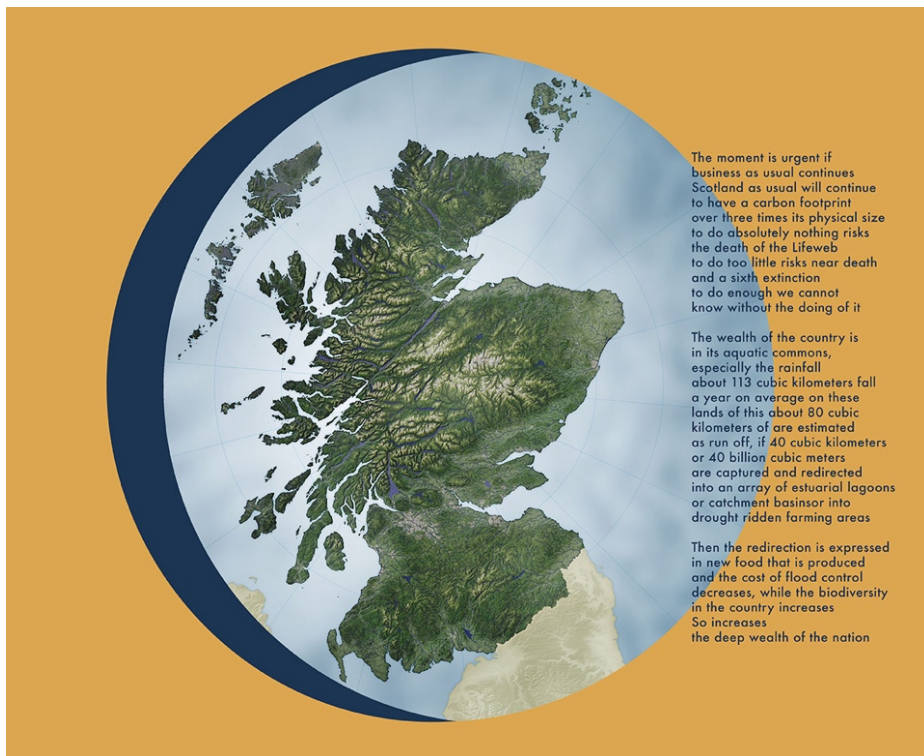 The moment is urgent if
business as usual continues
Scotland as usual will continue
to have a carbon footprint
over three times its physical size
to do absolutely nothing risks
the death of the Lifeweb
to do too little risks near death
and a sixth extinction
to do enough we cannot
know without the doing of it
The wealth of the country is
in its aquatic commons,
especially the rainfall
about 113 cubic kilometers fall
a year on average on these
lands of this about 80 cubic
kilometers of are estimated
as run off, if 40 cubic kilometers
or 40 billion cubic meters
are captured and redirected
into an array of estuarial lagoons
or catchment basinsor into
drought ridden farming areas
Then the redirection is expressed
in new food that is produced
and the cost of flood control
decreases, while the biodiversity
in the country increases
So increases
the deep wealth of the nation